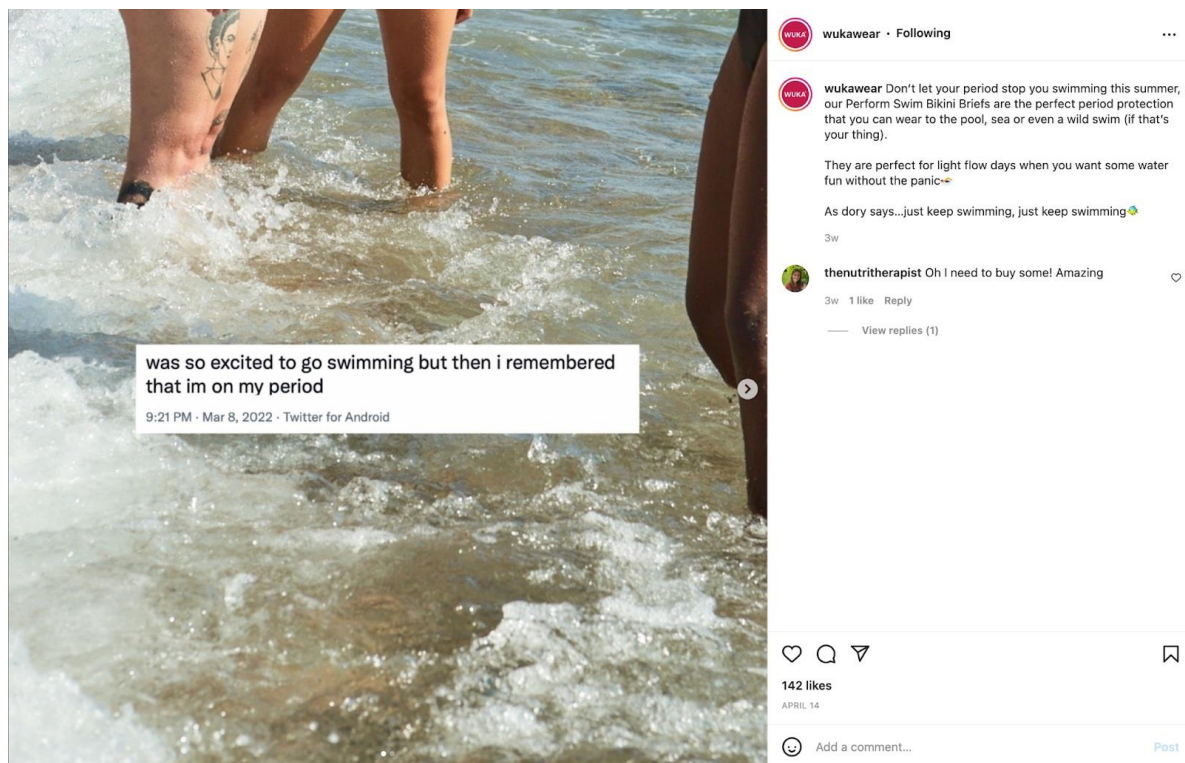 was so excited to go swimming but then i remembered
that im on my period
9:21 PM · Mar 8, 2022 · Twitter for Android
WUKA
wukawear • Following
WUKA
wukawear Don't let your period stop you swimming this summer,
our Perform Swim Bikini Briefs are the perfect period protection
that you can wear to the pool, sea or even a wild swim (if that's
your thing).
They are perfect for light flow days when you want some water
fun without the panic
As dory says...just keep swimming, just keep swimming🐠
3w
thenutritherapist Oh I need to buy some! Amazing
3w 1 like Reply
View replies (1)
142 likes
APRIL 14
Add a comment...
Post